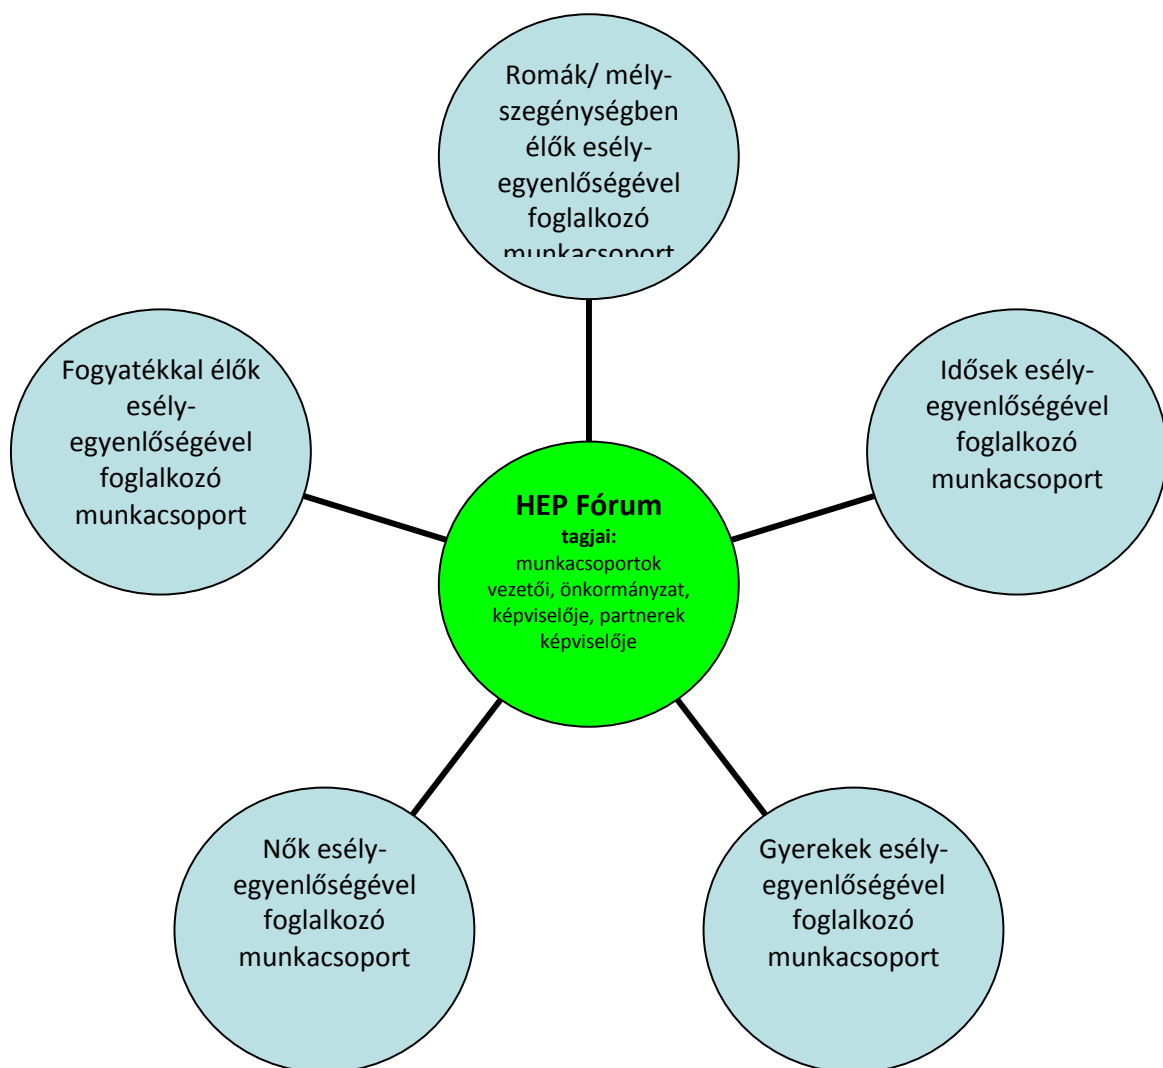 Romák/ mély-
szegénységben
élők esély-
egyenlőségével
foglalkozó
munkacsoport
Fogyatékkal élők
esély-
egyenlőségével
foglalkozó
munkacsoport
Idősek esély-
egyenlőségével
foglalkozó
munkacsoport
HEP Fórum
tagjai:
munkacsoportok
vezetői, önkormányzat,
képviselője, partnerek
képviselője
Nők esély-
egyenlőségével
foglalkozó
munkacsoport
Gyerekek esély-
egyenlőségével
foglalkozó
munkacsoport